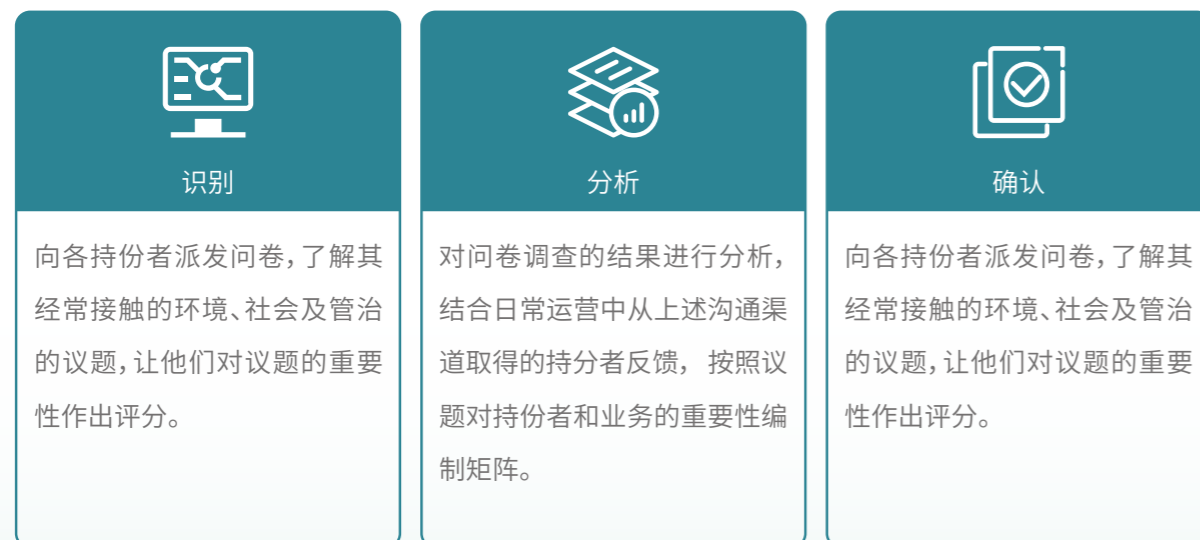 识别
向各持份者派发问卷，了解其
经常接触的环境、社会及管治
的议题，让他们对议题的重要
性作出评分。
分析
对问卷调查的结果进行分析，
结合日常运营中从上述沟通渠
道取得的持分者反馈， 按照议
题对持份者和业务的重要性编
制矩阵。
确认
向各持份者派发问卷，了解其
经常接触的环境、社会及管治
的议题，让他们对议题的重要
性作出评分。